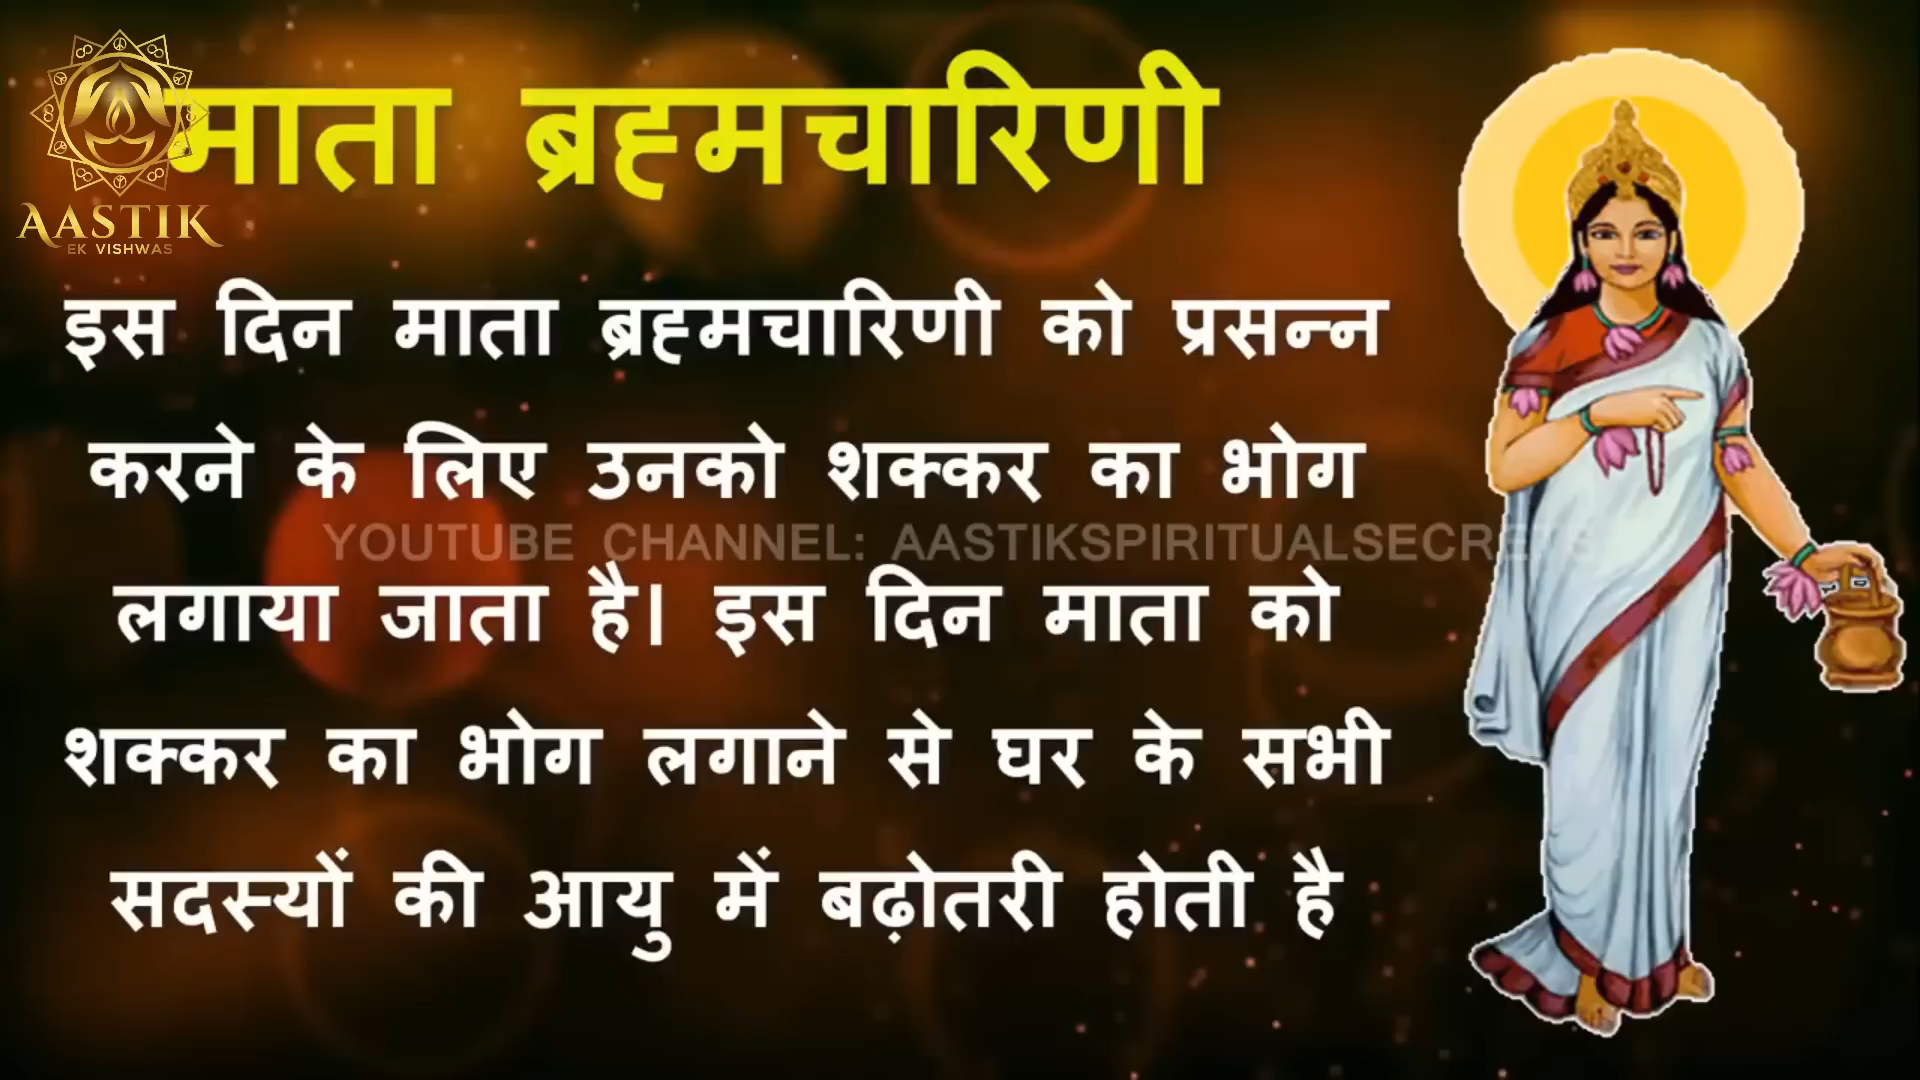 माता ब्रह्मचारिणी
AASTIK
EK VISHWAS
इस दिन माता ब्रह्मचारिणी को प्रसन्न
करने के लिए उनको शक्कर का भोग
YOUTUBE CHANNEL: AASTIKSPIRITUALSECRETS
लगाया जाता है। इस दिन माता को
शक्कर का भोग लगाने से घर के सभी
सदस्यों की आयु में बढ़ोतरी होती है